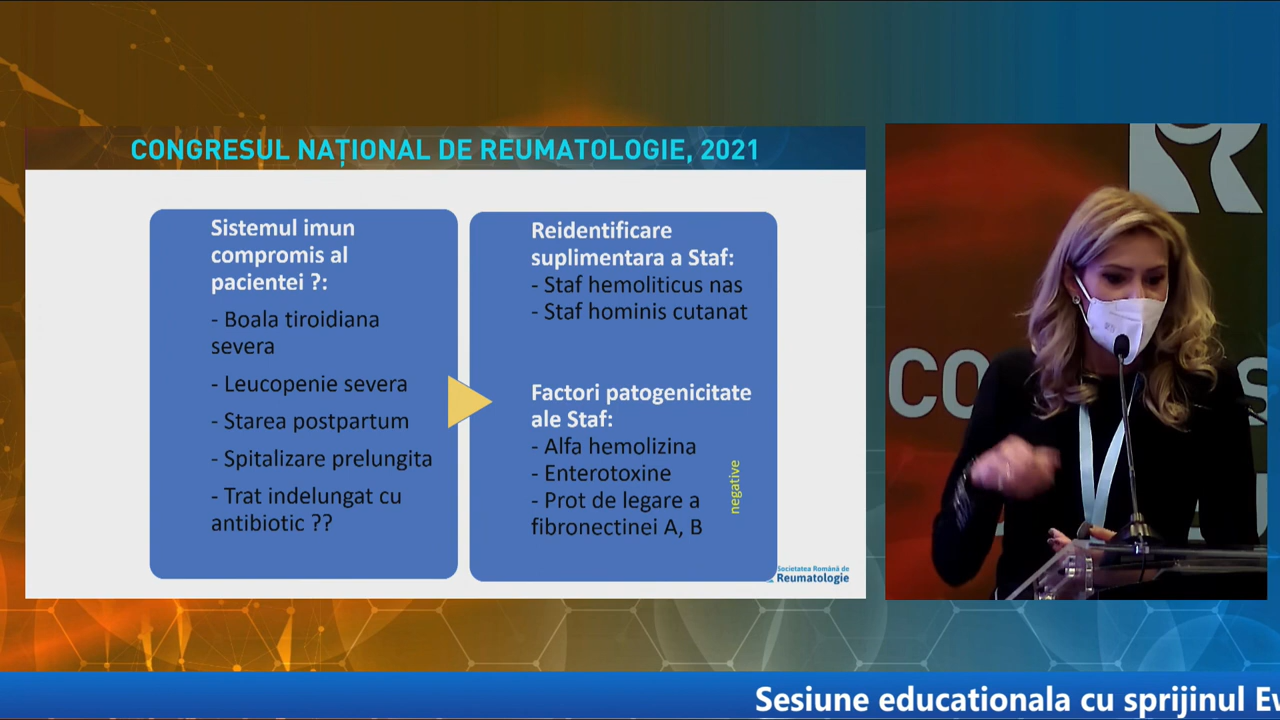 CONGRESUL NAȚIONAL DE REUMATOLOGIE, 2021
Sistemul imun
compromis al
pacientei ?:
- Boala tiroidiana
severa
- Leucopenie severa
- Starea postpartum
- Spitalizare prelungita
- Trat indelungat cu
antibiotic ??
Reidentificare
suplimentara a Staf:
- Staf hemoliticus nas
- Staf hominis cutanat
Factori patogenicitate
ale Staf:
- Alfa hemolizina
- Enterotoxine
- Prot de legare a
fibronectinei A, B
negative
Societatea Română de
Reumatologie
CO
Sesiune educationala cu sprijinul